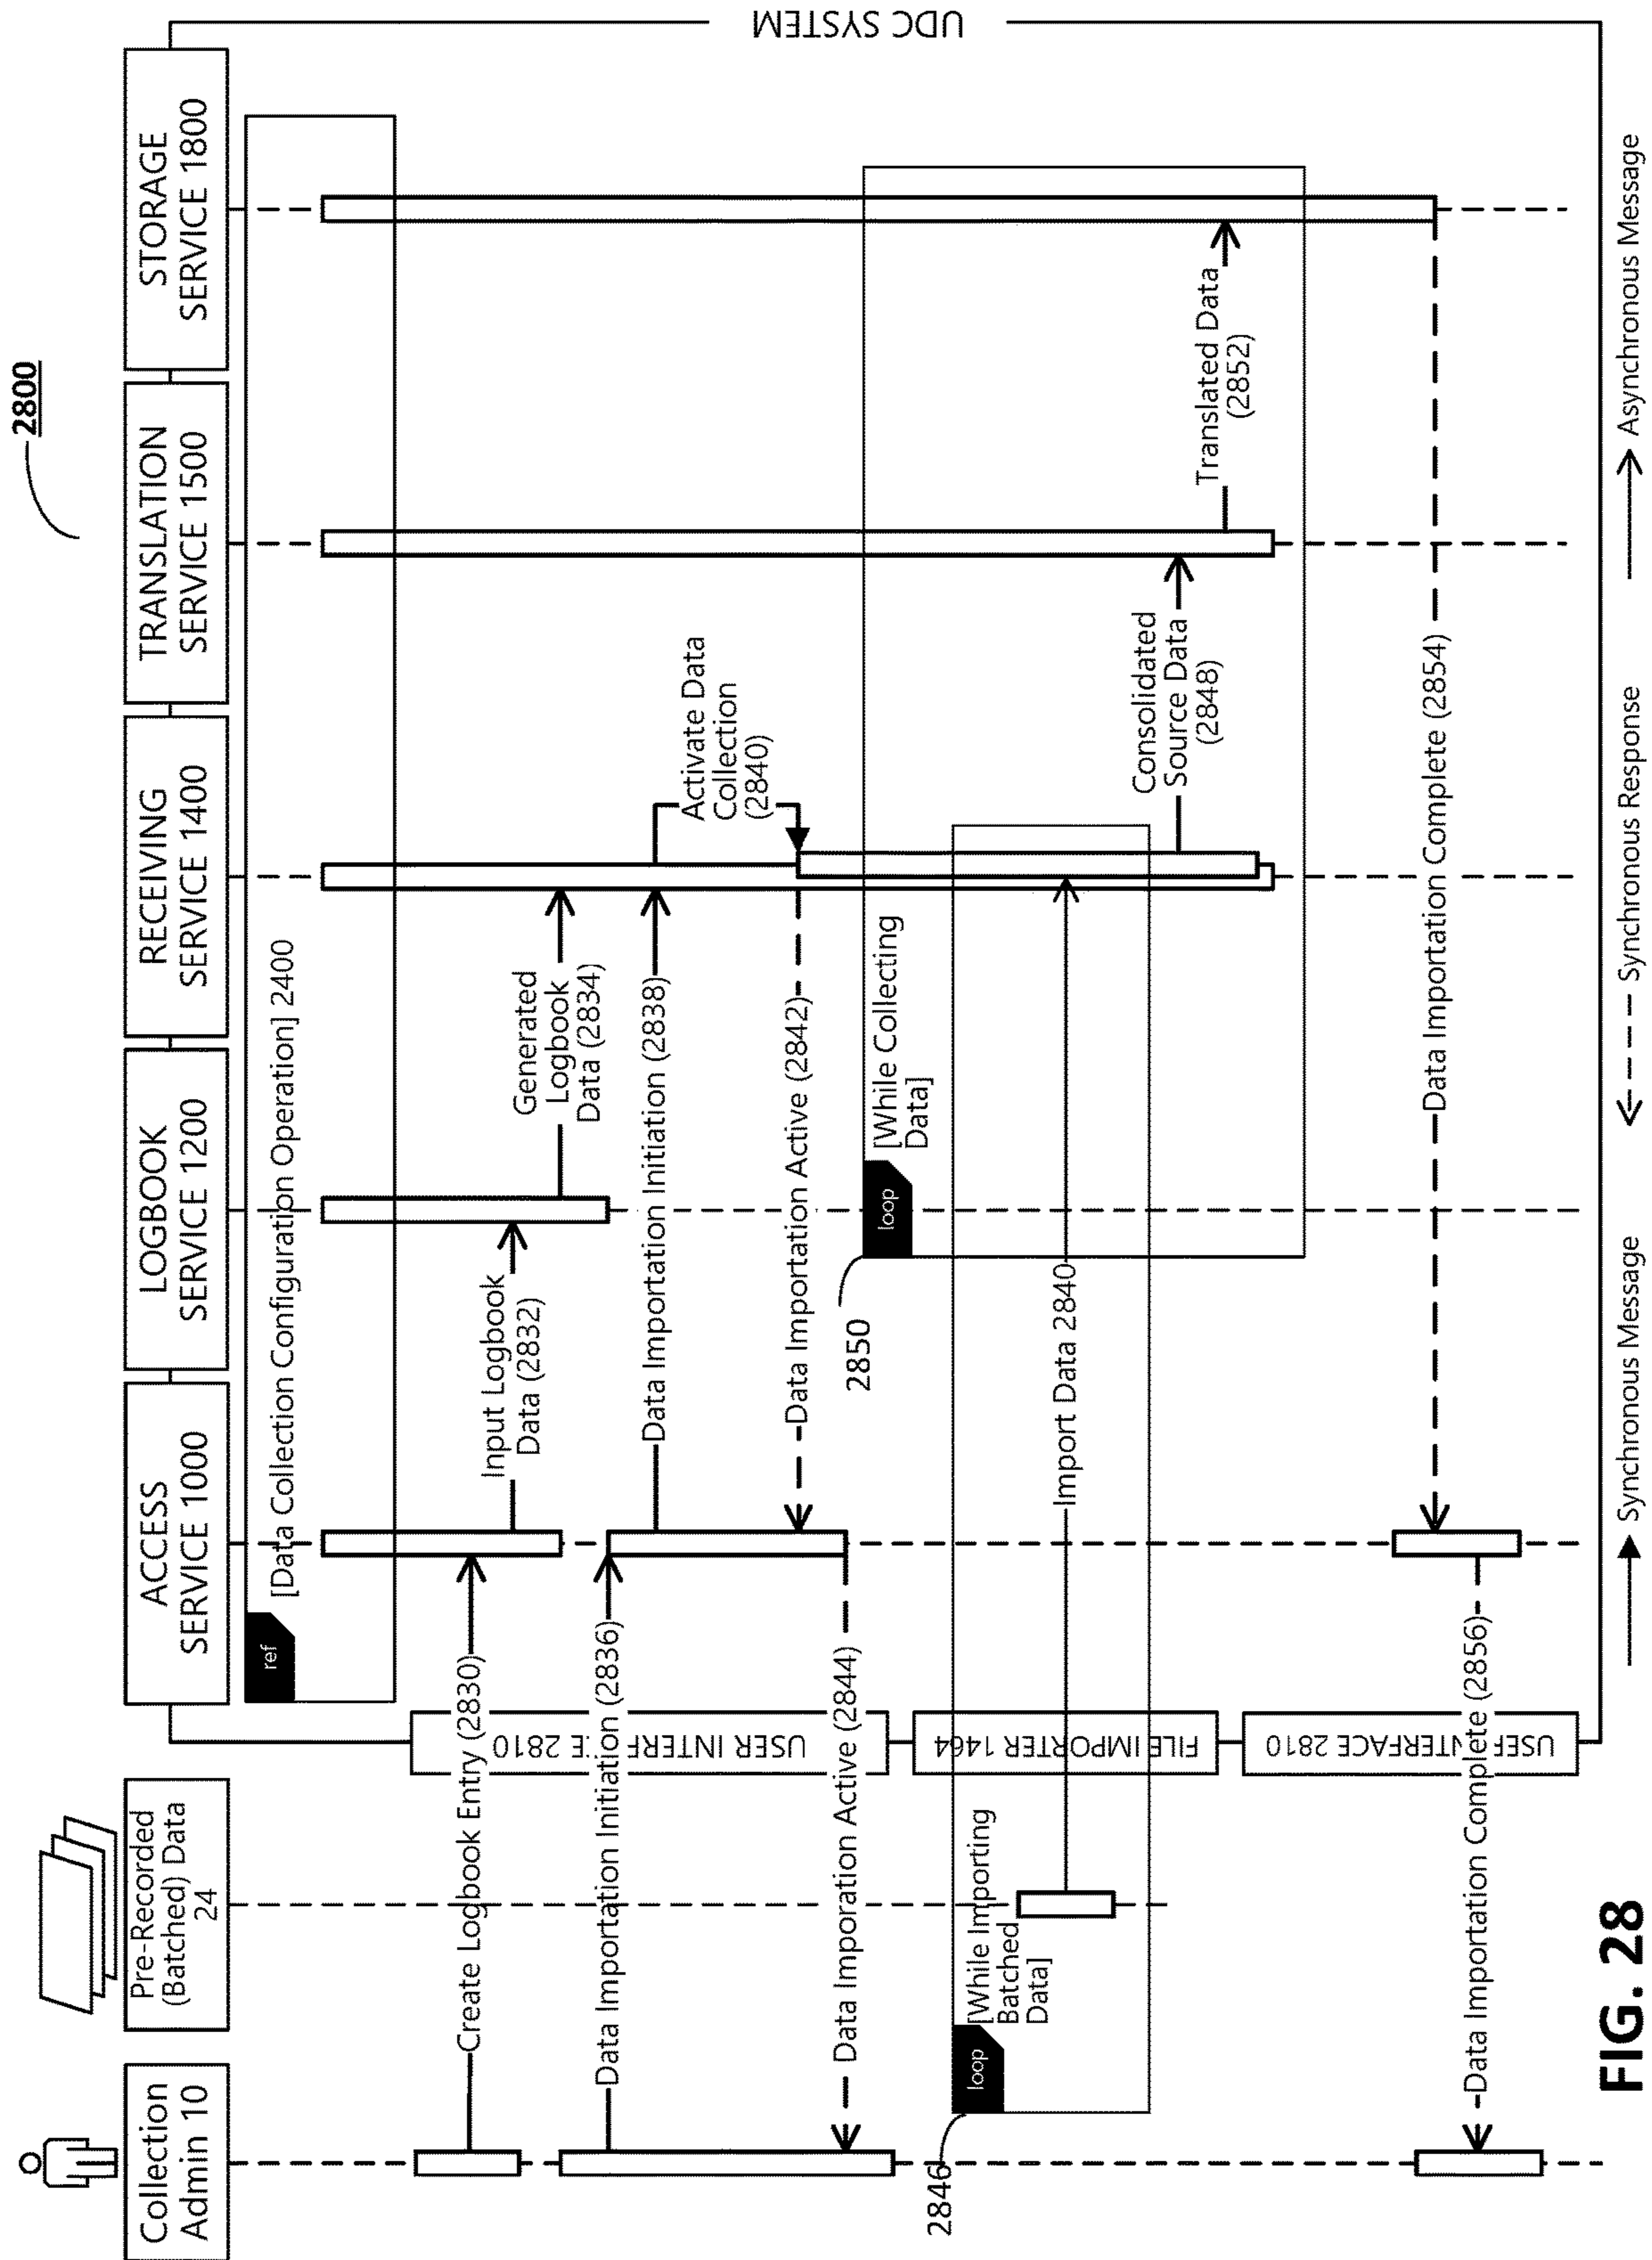 2800
Collection
Admin 10
Pre-Recorded
(Batched) Data
24
ACCESS
SERVICE 1000
LOGBOOK
SERVICE 1200
RECEIVING
SERVICE 1400
TRANSLATION
SERVICE 1500
STORAGE
SERVICE 1800
UDC SYSTEM
ref
[Data Collection Configuration Operation] 2400
USER INTERFACE 2810
Create Logbook Entry (2830)
Input Logbook
Data (2832)
Generated
Logbook
Data (2834)
Data Importation Initiation (2836)
Data Importation Initiation (2838)
Activate Data
Collection
(2840)
Data Importation Active (2842)
Data Imporation Active (2844)
2850
loop
[While Collecting
Data]
2846
loop
[While Importing
Batched
Data]
FILE IMPORTER 1464
Import Data 2840
Consolidated
Source Data
(2848)
Translated Data
(2852)
USER INTERFACE 2810
Data Importation Complete (2854)
Data Importation Complete (2856)
Synchronous Message
Synchronous Response
Asynchronous Message
FIG. 28